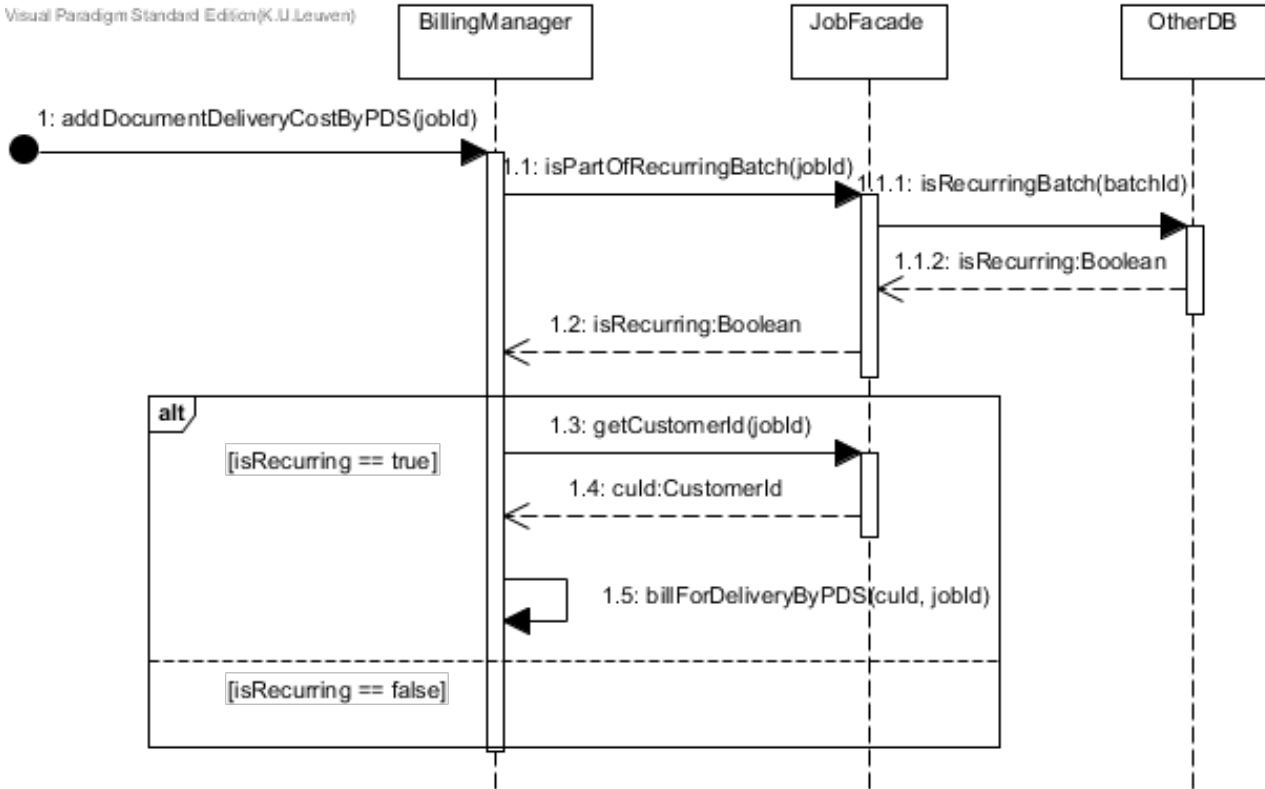 Visual Paradigm Standard Edition(K.U.Leuven)
BillingManager
JobFacade
OtherDB
1: addDocumentDeliveryCostByPDS(jobId)
1.1: isPartOfRecurringBatch(jobId)
1.1.1: isRecurringBatch(batchId)
1.1.2: isRecurring:Boolean
1.2: isRecurring:Boolean
alt
1.3: getCustomerId(jobId)
[isRecurring == true]
1.4: cuId:CustomerId
1.5: billForDeliveryByPDS(cuId, jobId)
[isRecurring == false]